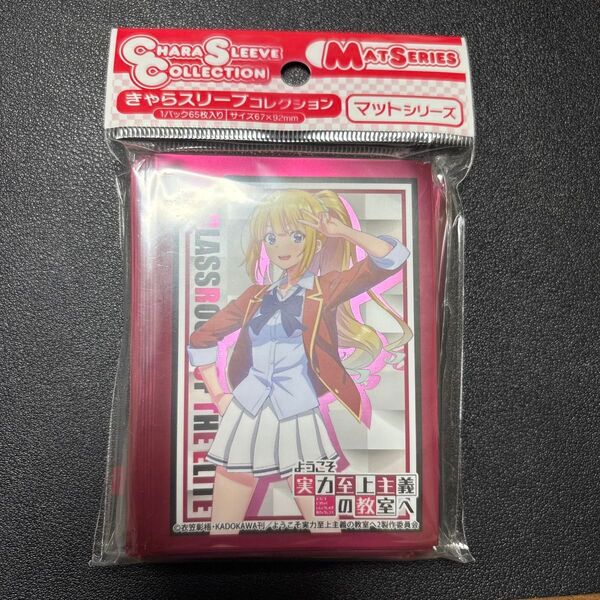 CHARA SLEEVE
COLLECTION
MAT SERIES
きゃらスリーブコレクション
1パック65枚入り サイズ67×92mm
マットシリーズ
CLASSROOM OF THE ELITE
ようこそ
実力至上主義
の教室へ
©衣笠彰梧・KADOKAWA刊/ようこそ実力至上主義の教室へ2製作委員会